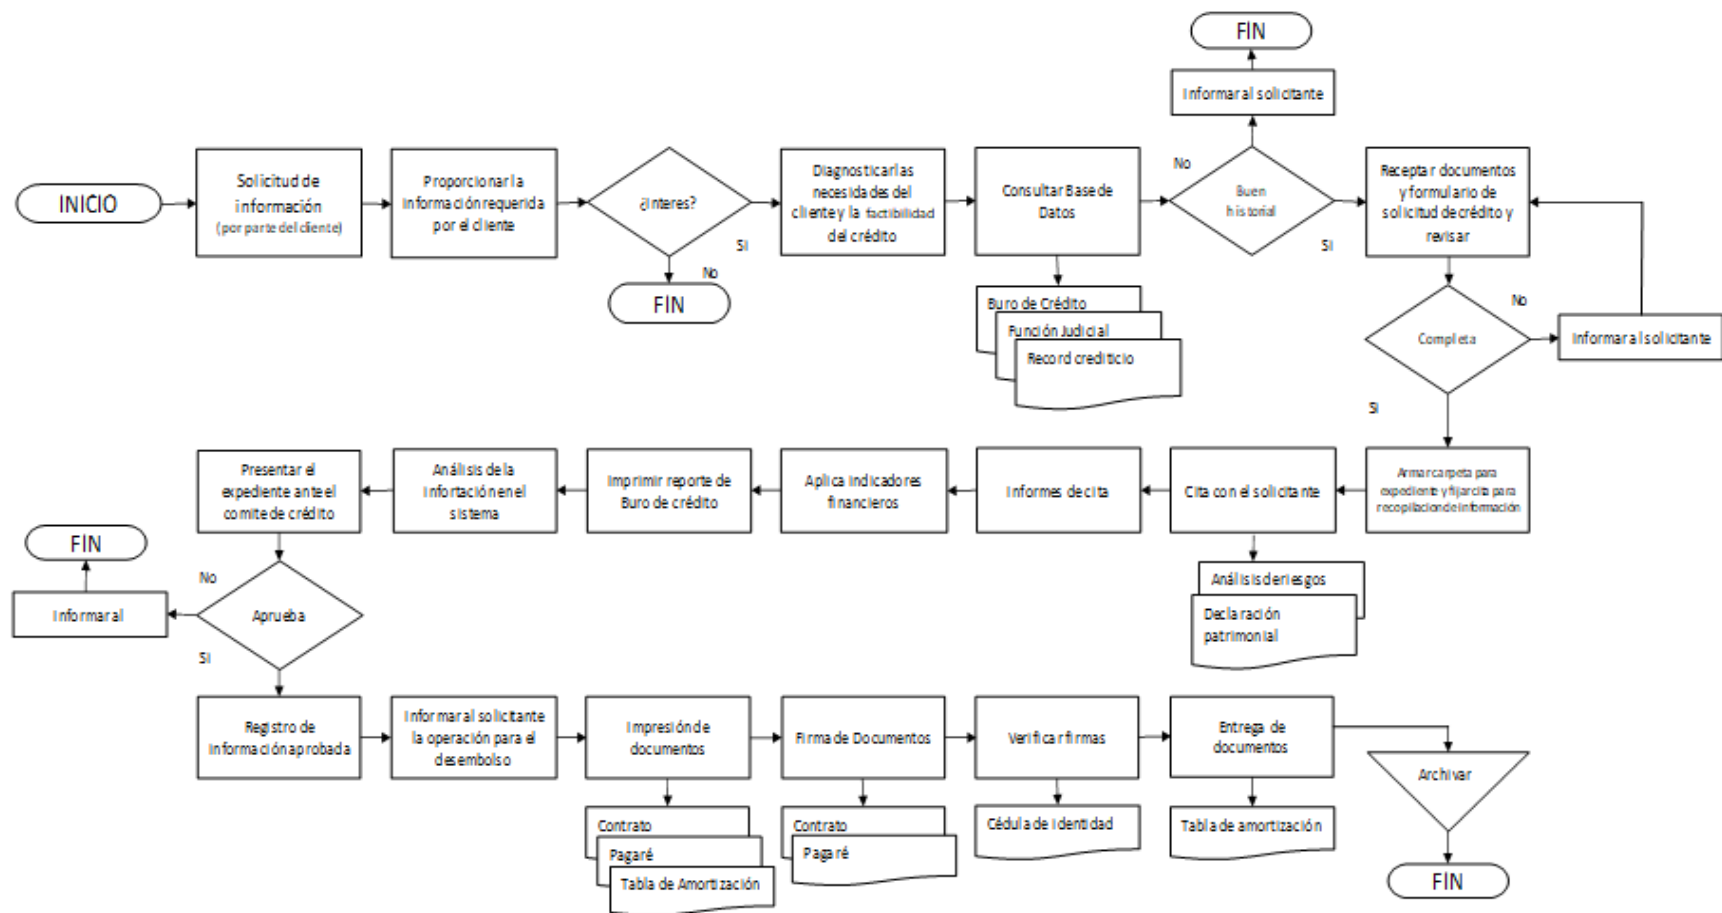 FIN
Informar al solicitante
INICIO
Solicitud de
información
(por parte del cliente)
Proporcionar la
información requerida
por el cliente
¿Interes?
Si
No
FIN
Diagnosticar las
necesidades del
cliente y la factibilidad
del crédito
Consultar Base de
Datos
Buro de Crédito
Función Judicial
Record crediticio
No
Buen
historial
Si
Receptar documentos
y formulario de
solicitud de crédito y
revisar
Completa
No
Informar al solicitante
Si
Armar carpeta para
expediente y fijar cita para
recopilacion de información
Cita con el solicitante
Análisis de riesgos
Declaración
patrimonial
Informes de cita
Aplica indicadores
financieros
Imprimir reporte de
Buro de crédito
Análisis de la
infortación en el
sistema
Presentar el
expediente ante el
comite de crédito
FIN
No
Informar al
Aprueba
Si
Registro de
información aprobada
Informar al solicitante
la operación para el
desembolso
Impresión de
documentos
Contrato
Pagaré
Tabla de Amortización
Firma de Documentos
Contrato
Pagaré
Verificar firmas
Cédula de identidad
Entrega de
documentos
Tabla de amortización
Archivar
FIN